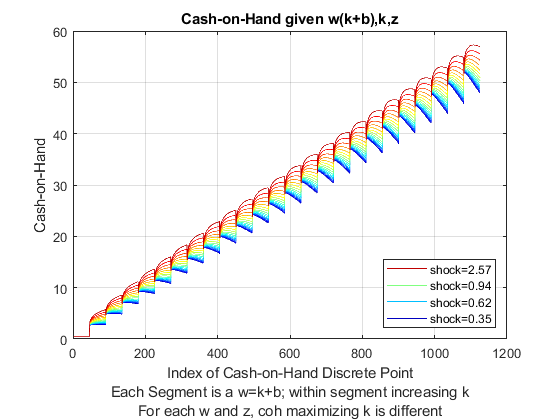 Cash-on-Hand given w(k+b),k,z
60
50
40
30
20
10
0
Cash-on-Hand
shock=2.57
shock=0.94
shock=0.62
shock=0.35
0 200 400 600 800 1000 1200
Index of Cash-on-Hand Discrete Point
Each Segment is a w=k+b; within segment increasing k
For each w and z, coh maximizing k is different